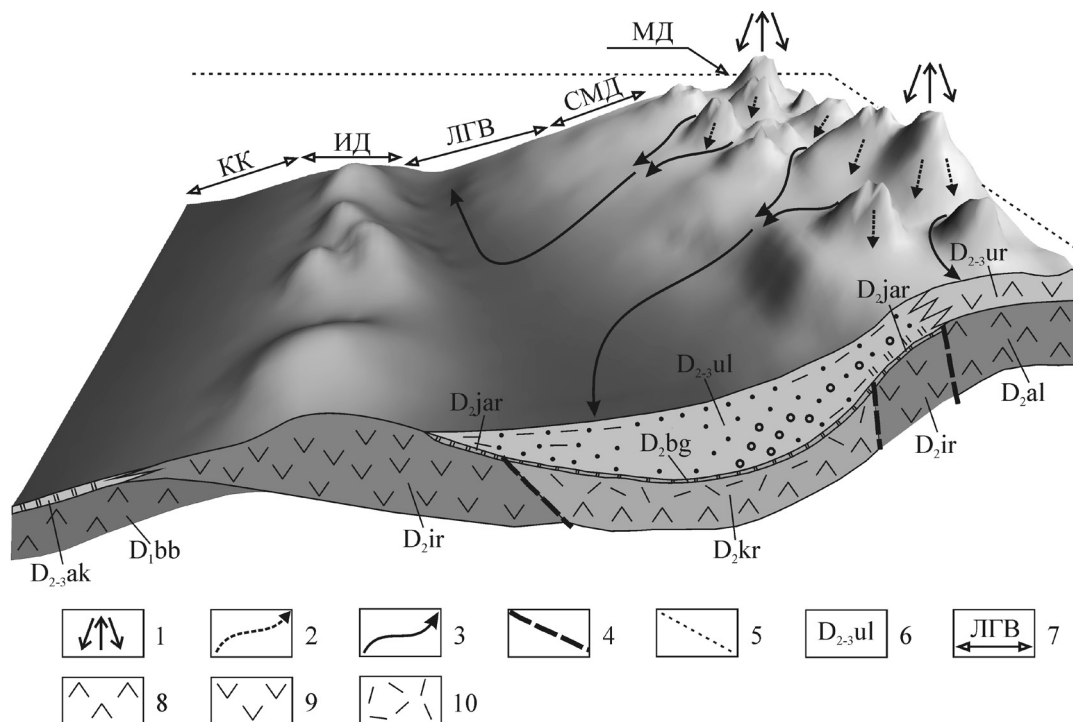 МД
СМД
ЛГВ
ИД
КК
D₂₋₃ur
D₂jar
D₂₋₃ul
D₂jar
D₂bg
D₂al
D₂ir
D₂ir
D₂kr
D₁bb
D₂₋₃ak
1 2 3 4 5 D₂₋₃ul 6 ЛГВ 7
8 9 10